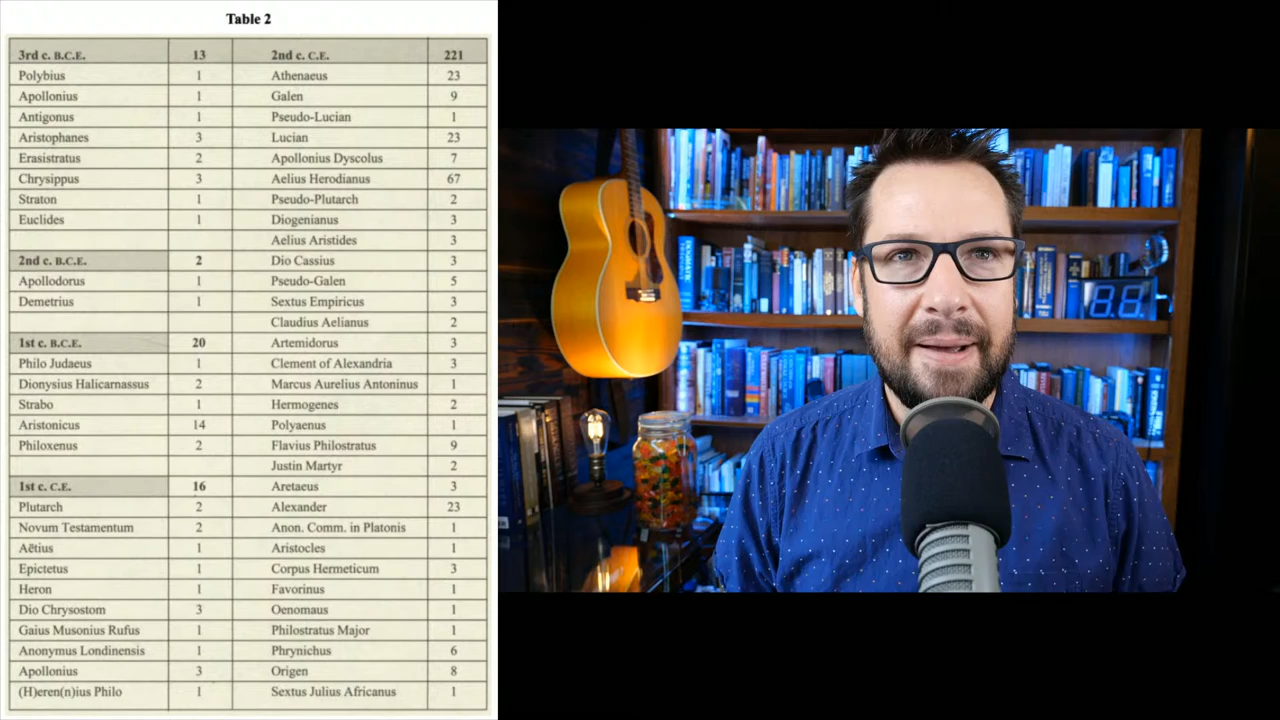 Table 2
3rd c. B.C.E. 13 2nd c. C.E. 221
Polybius 1 Athenaeus 23
Apollonius 1 Galen 9
Antigonus 1 Pseudo-Lucian 1
Aristophanes 3 Lucian 23
Erasistratus 2 Apollonius Dyscolus 7
Chrysippus 3 Aelius Herodianus 67
Straton 1 Pseudo-Plutarch 2
Euclides 1 Diogenianus 3
Aelius Aristides 3
2nd c. B.C.E. 2 Dio Cassius 3
Apollodorus 1 Pseudo-Galen 5
Demetrius 1 Sextus Empiricus 3
Claudius Aelianus 2
1st c. B.C.E. 20 Artemidorus 3
Philo Judaeus 1 Clement of Alexandria 3
Dionysius Halicarnassus 2 Marcus Aurelius Antoninus 1
Strabo 1 Hermogenes 2
Aristonicus 14 Polyaenus 1
Philoxenus 2 Flavius Philostratus 9
Justin Martyr 2
1st c. C.E. 16 Aretaeus 3
Plutarch 2 Alexander 23
Novum Testamentum 2 Anon. Comm. in Platonis 1
Aëtius 1 Aristocles 1
Epictetus 1 Corpus Hermeticum 3
Heron 1 Favorinus 1
Dio Chrysostom 3 Oenomaus 1
Gaius Musonius Rufus 1 Philostratus Major 1
Anonymus Londinensis 1 Phrynichus 6
Apollonius 3 Origen 8
(H)eren(n)ius Philo 1 Sextus Julius Africanus 1